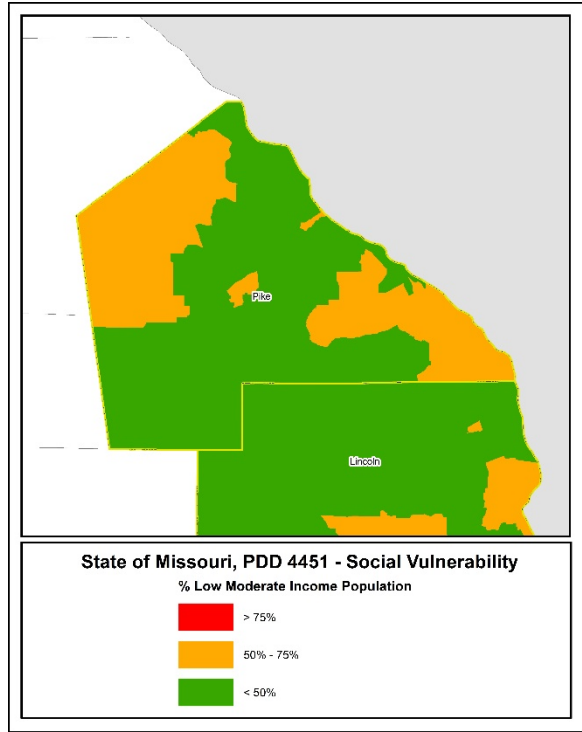 Pike
Lincoln
State of Missouri, PDD 4451 - Social Vulnerability
% Low Moderate Income Population
> 75%
50% - 75%
< 50%